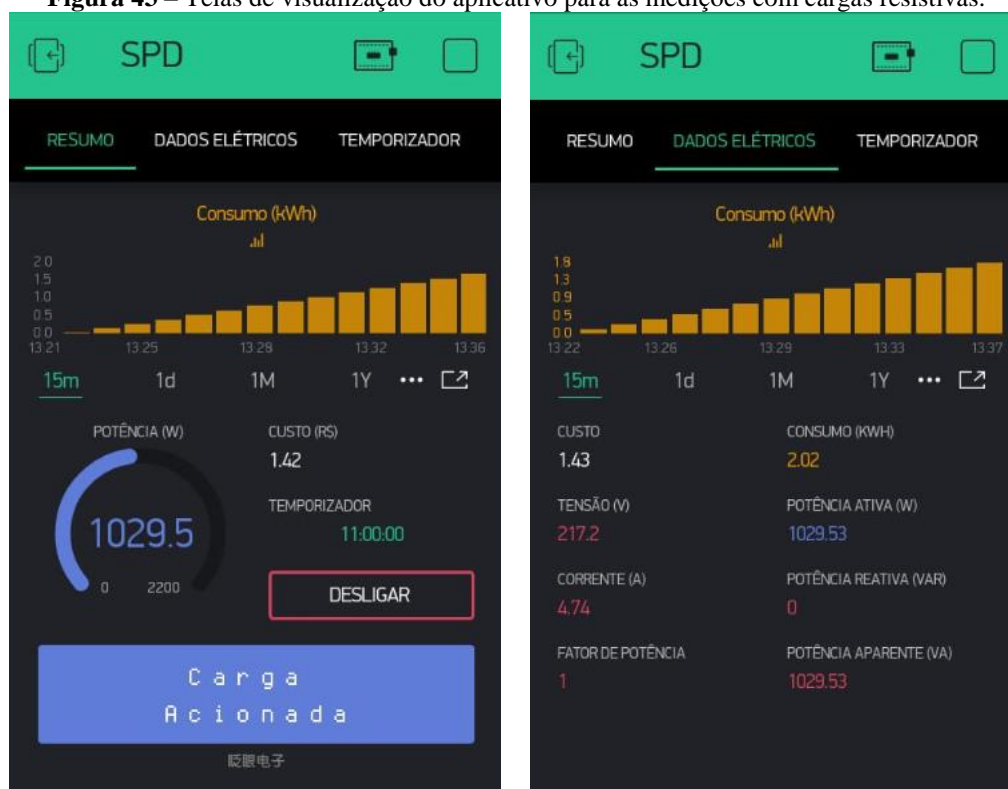 Figura 45 – Telas de visualização do aplicativo para as medições com cargas resistivas.
SPD
RESUMO DADOS ELÉTRICOS TEMPORIZADOR
Consumo (kWh)
2.0
1.5
1.0
0.5
0.0
13:21 13:25 13:29 13:32 13:36
15m 1d 1M 1Y
POTÊNCIA (W)
1029.5
0 2200
CUSTO (R$)
1.42
TEMPORIZADOR
11:00:00
DESLIGAR
Carga
Acionada
眨眼电子
SPD
RESUMO DADOS ELÉTRICOS TEMPORIZADOR
Consumo (kWh)
1.8
1.3
0.9
0.5
0.0
13:22 13:26 13:29 13:33 13:37
15m 1d 1M 1Y
CUSTO CONSUMO (KWH)
1.43 2.02
TENSÃO (V) POTÊNCIA ATIVA (W)
217.2 1029.53
CORRENTE (A) POTÊNCIA REATIVA (VAR)
4.74 0
FATOR DE POTÊNCIA POTÊNCIA APARENTE (VA)
1 1029.53